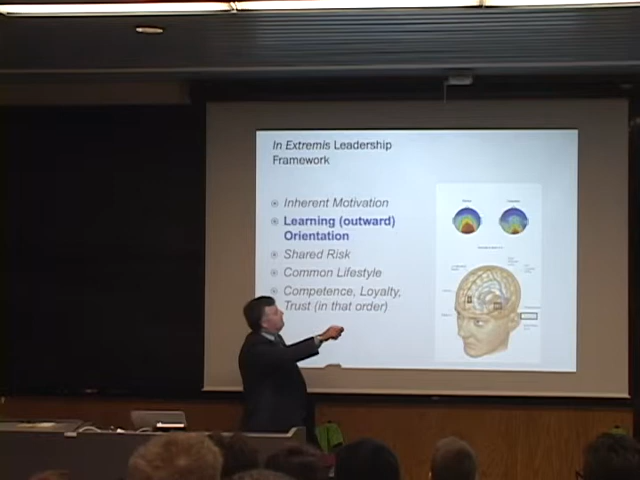 In Extremis Leadership
Framework
Inherent Motivation
Learning (outward)
Orientation
Shared Risk
Common Lifestyle
Competence, Loyalty,
Trust (in that order)